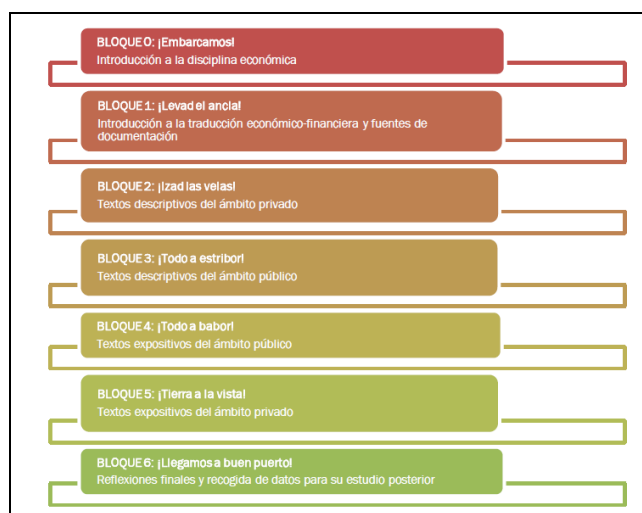 BLOQUE 0: ¡Embarcamos!
Introducción a la disciplina económica
BLOQUE 1: ¡Levad el ancla!
Introducción a la traducción económico-financiera y fuentes de
documentación
BLOQUE 2: ¡Izad las velas!
Textos descriptivos del ámbito privado
BLOQUE 3: ¡Todo a estribor!
Textos descriptivos del ámbito público
BLOQUE 4: ¡Todo a babor!
Textos expositivos del ámbito público
BLOQUE 5: ¡Tierra a la vista!
Textos expositivos del ámbito privado
BLOQUE 6: ¡Llegamos a buen puerto!
Reflexiones finales y recogida de datos para su estudio posterior